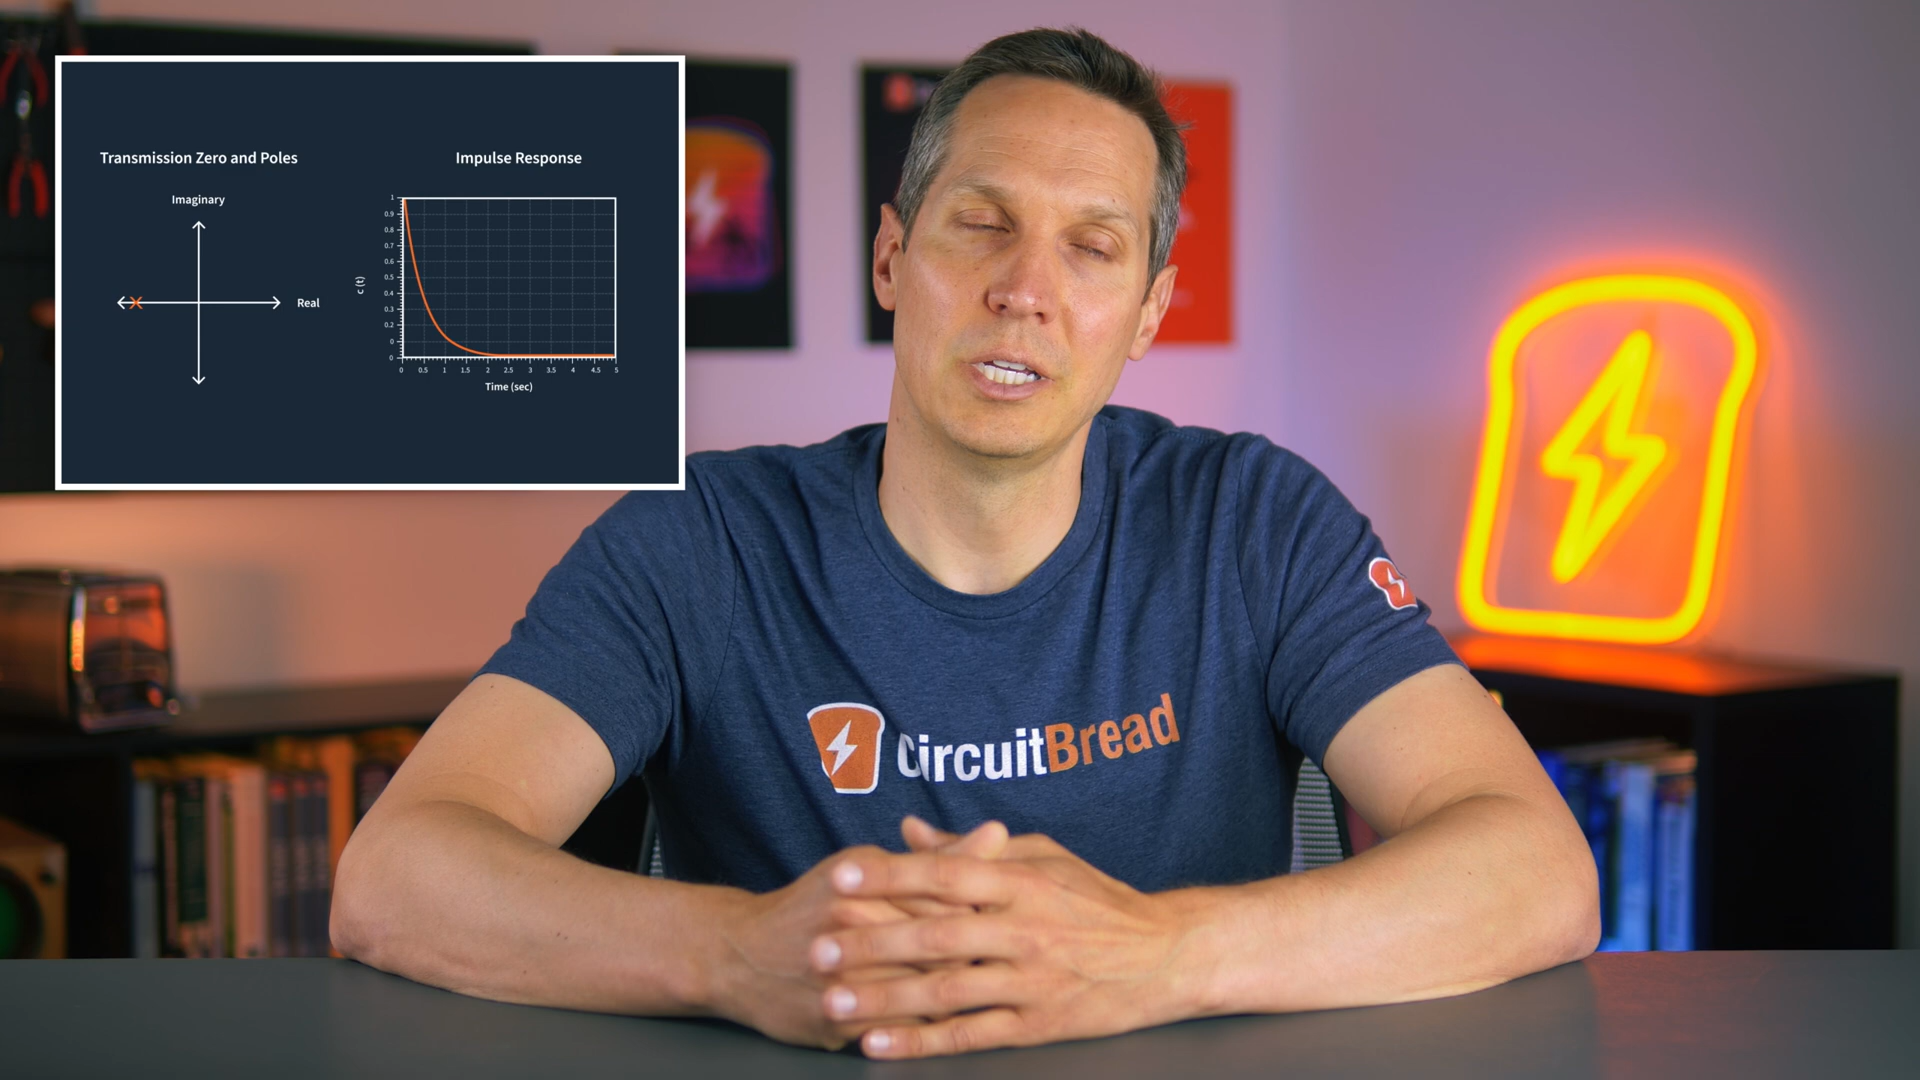 Transmission Zero and Poles
Imaginary
Real
Impulse Response
1
0.9
0.8
0.7
0.6
0.5
0.4
0.3
0.2
0
0
c (t)
0 0.5 1 1.5 2 2.5 3 3.5 4 4.5 5
Time (sec)
CircuitBread